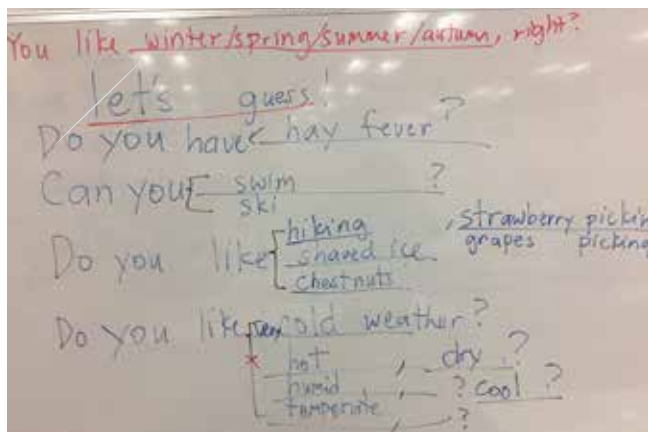 You like winter/spring/summer/autumn, right?
let's guess!
Do you have hay fever?
Can you swim ?
ski
Do you like hiking , strawberry pickin
shaved ice grapes picking
chestnuts
Do you like cold weather?
hot , dry ?
humid , ? cool ?
temperate , ?